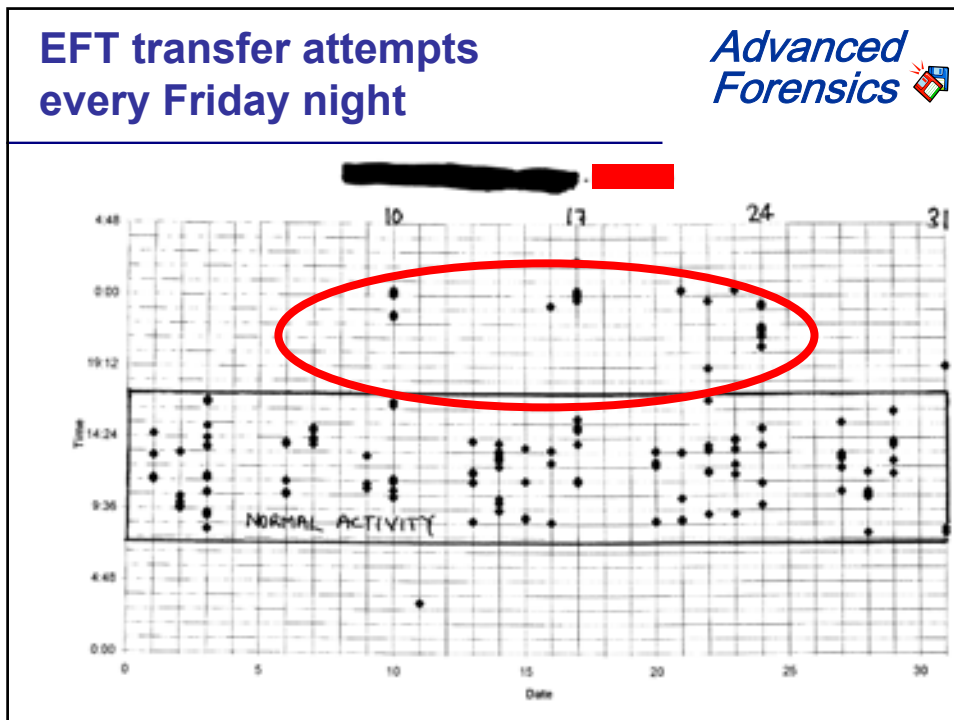 EFT transfer attempts
every Friday night
Advanced
Forensics
10 17 24 31
4:48
0:00
19:12
14:24
9:36
4:48
0:00
Time
NORMAL ACTIVITY
0 5 10 15 20 25 30
Date